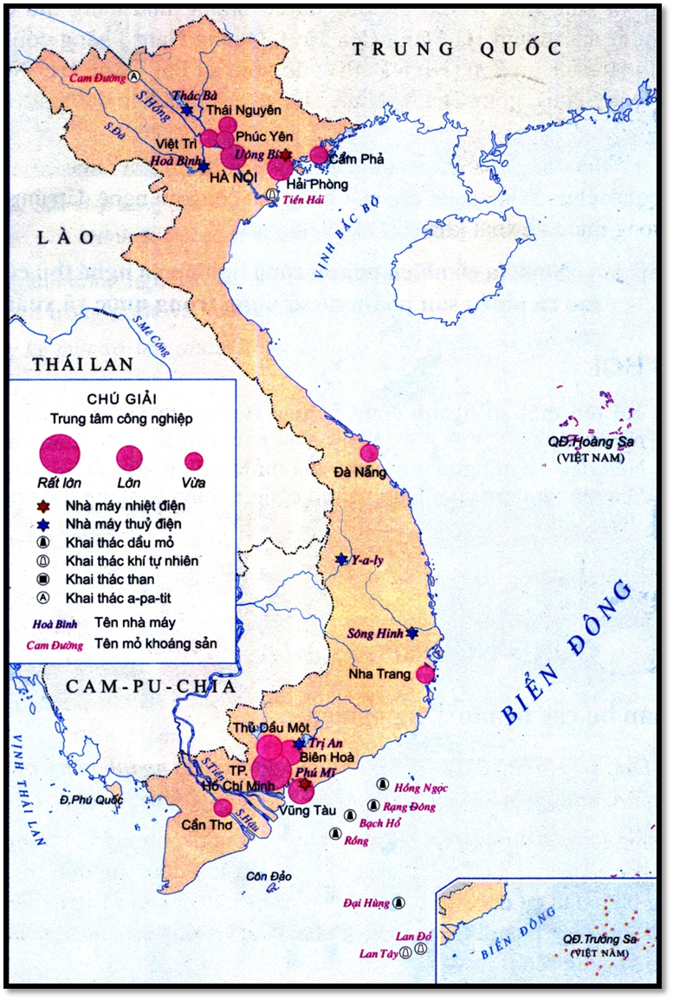 TRUNG QUỐC
Cam Đường
A
Thác Bà
S.Hồng
Thái Nguyên
S.Đà
Việt Trì
Phúc Yên
Hoà Bình
Uông Bí
Cẩm Phả
HÀ NỘI
Hải Phòng
Tiền Hải
LÀO
VỊNH BẮC BỘ
S.Mê Công
THÁI LAN
CHÚ GIẢI
Trung tâm công nghiệp
Rất lớn
Lớn
Vừa
Nhà máy nhiệt điện
Nhà máy thuỷ điện
Khai thác dầu mỏ
Khai thác khí tự nhiên
Khai thác than
A Khai thác a-pa-tit
Hoà Bình Tên nhà máy
Cam Đường Tên mỏ khoáng sản
QĐ.Hoàng Sa
(VIỆT NAM)
Đà Nẵng
Y-a-ly
Sông Hinh
Nha Trang
BIỂN ĐÔNG
CAM-PU-CHIA
Thủ Dầu Một
Trị An
Biên Hoà
TP.
Hồ Chí Minh
Phú Mĩ
S.Tiền
Vũng Tàu
S.Hậu
Cần Thơ
VỊNH THÁI LAN
Đ.Phú Quốc
Hồng Ngọc
Rạng Đông
Bạch Hổ
Rồng
Côn Đảo
Đại Hùng
Lan Đỏ
Lan Tây
BIỂN ĐÔNG
QĐ.Trường Sa
(VIỆT NAM)